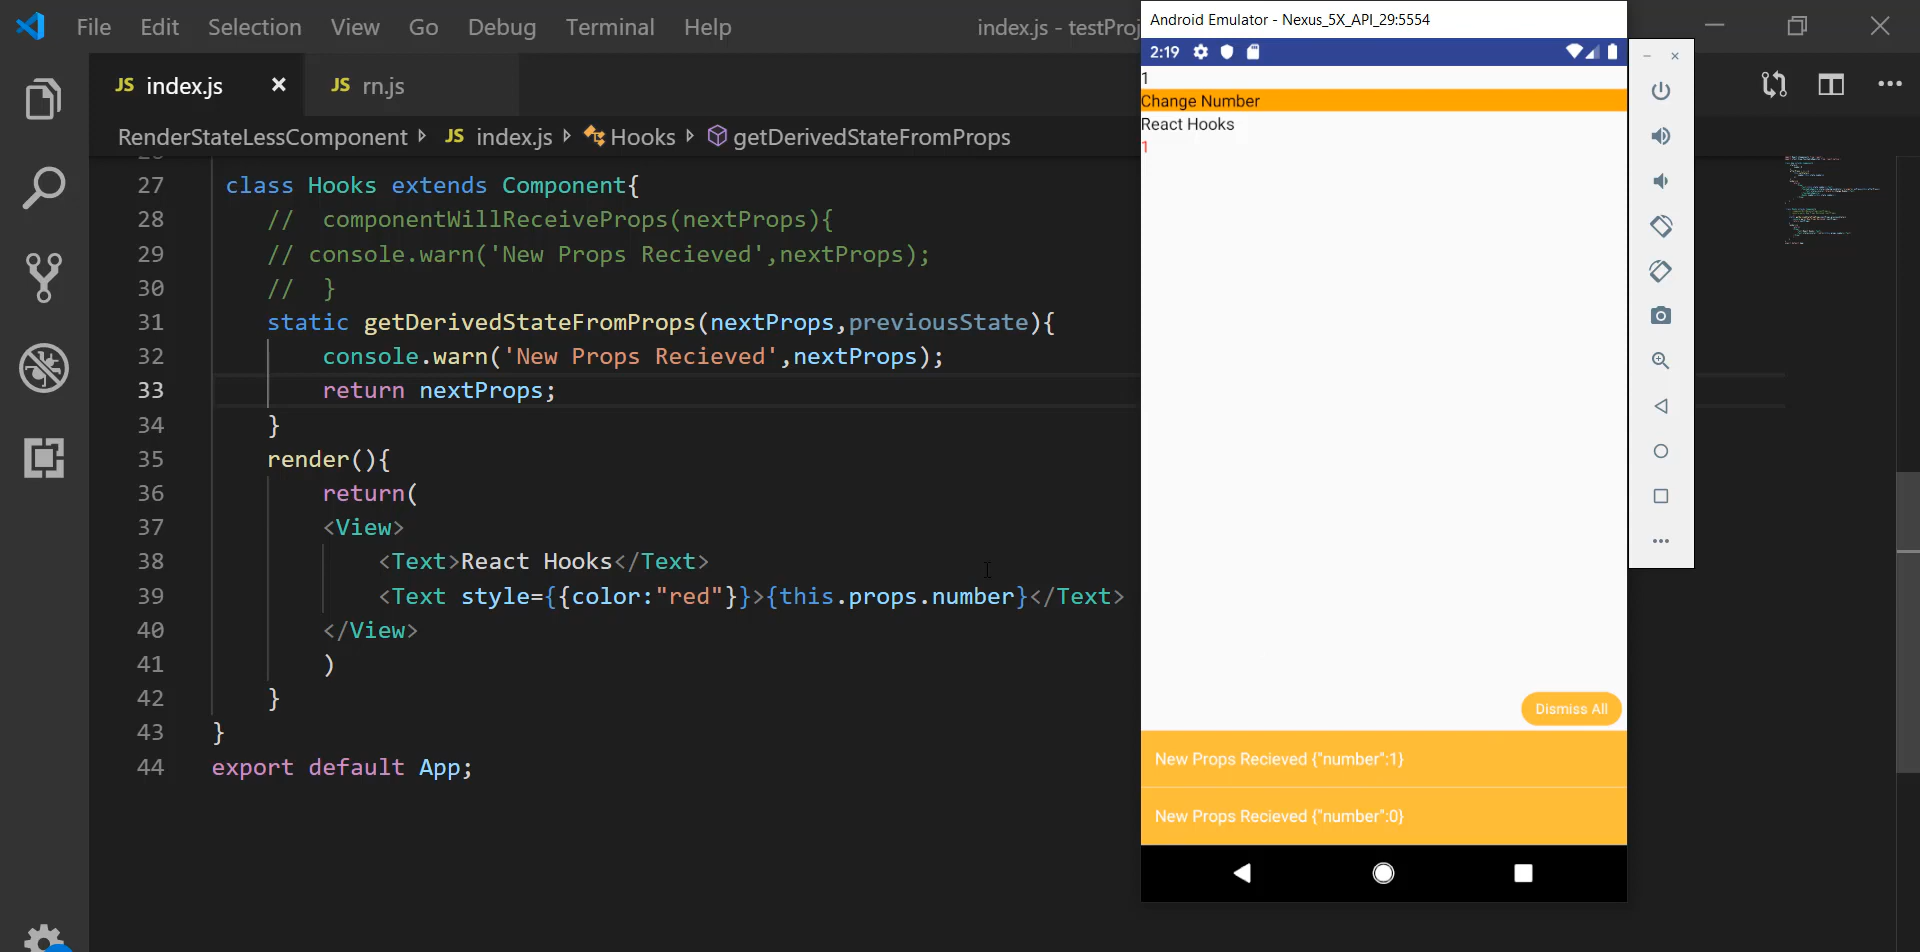 File Edit Selection View Go Debug Terminal Help
index.js - testProj
JS index.js
JS rn.js
RenderStateLessComponent JS index.js Hooks getDerivedStateFromProps
27 class Hooks extends Component{
28 // componentWillReceiveProps(nextProps){
29 // console.warn('New Props Recieved',nextProps);
30 // }
31 static getDerivedStateFromProps(nextProps,previousState){
32 console.warn('New Props Recieved',nextProps);
33 return nextProps;
34 }
35 render(){
36 return(
37 <View>
38 <Text>React Hooks</Text>
39 <Text style={{color:"red"}}>{this.props.number}</Text>
40 </View>
41 )
42 }
43 }
44 export default App;
Android Emulator - Nexus_5X_API_29:5554
2:19
1
Change Number
React Hooks
1
Dismiss All
New Props Recieved {"number":1}
New Props Recieved {"number":0}